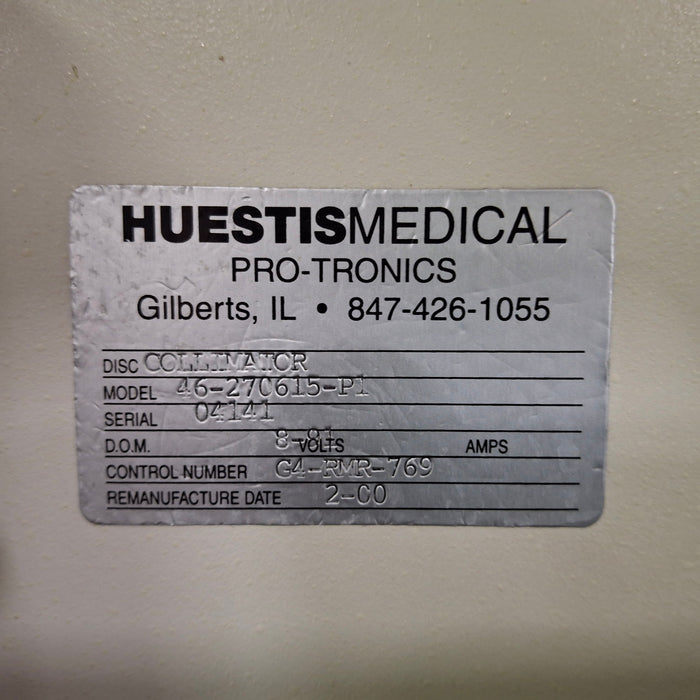 HUESTISMEDICAL
PRO-TRONICS
Gilberts, IL • 847-426-1055
DISC COLLIMATOR
MODEL 46-270615-P1
SERIAL 04141
D.O.M. 8-81 VOLTS AMPS
CONTROL NUMBER G4-RMR-769
REMANUFACTURE DATE 2-00